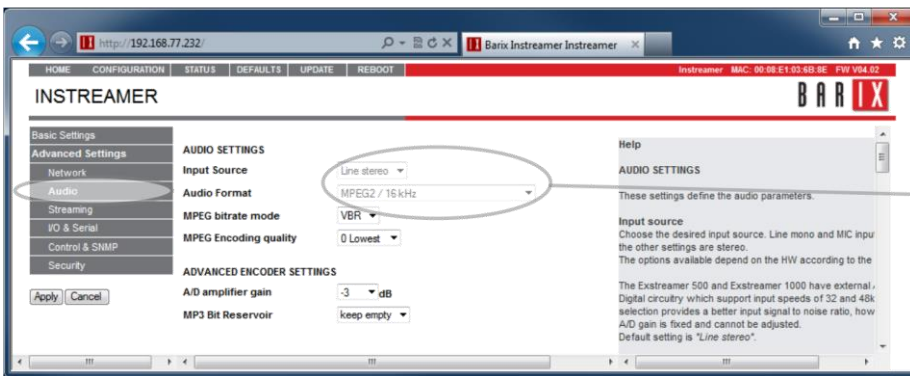 http://192.168.77.232/
Barix Instreamer Instreamer
HOME CONFIGURATION STATUS DEFAULTS UPDATE REBOOT
Instreamer MAC: 00:08:E1:03:6B:8E FW V04.02
INSTREAMER
BARIX
Basic Settings
Advanced Settings
Network
Audio
Streaming
I/O & Serial
Control & SNMP
Security
Apply Cancel
AUDIO SETTINGS
Input Source Line stereo
Audio Format MPEG2 / 16 kHz
MPEG bitrate mode VBR
MPEG Encoding quality 0 Lowest
ADVANCED ENCODER SETTINGS
A/D amplifier gain -3 dB
MP3 Bit Reservoir keep empty
Help
AUDIO SETTINGS
These settings define the audio parameters.
Input source
Choose the desired input source. Line mono and MIC input
the other settings are stereo.
The options available depend on the HW according to the
The Exstreamer 500 and Exstreamer 1000 have external
Digital circuitry which support input speeds of 32 and 48k
selection provides a better input signal to noise ratio, how
A/D gain is fixed and cannot be adjusted.
Default setting is "Line stereo".